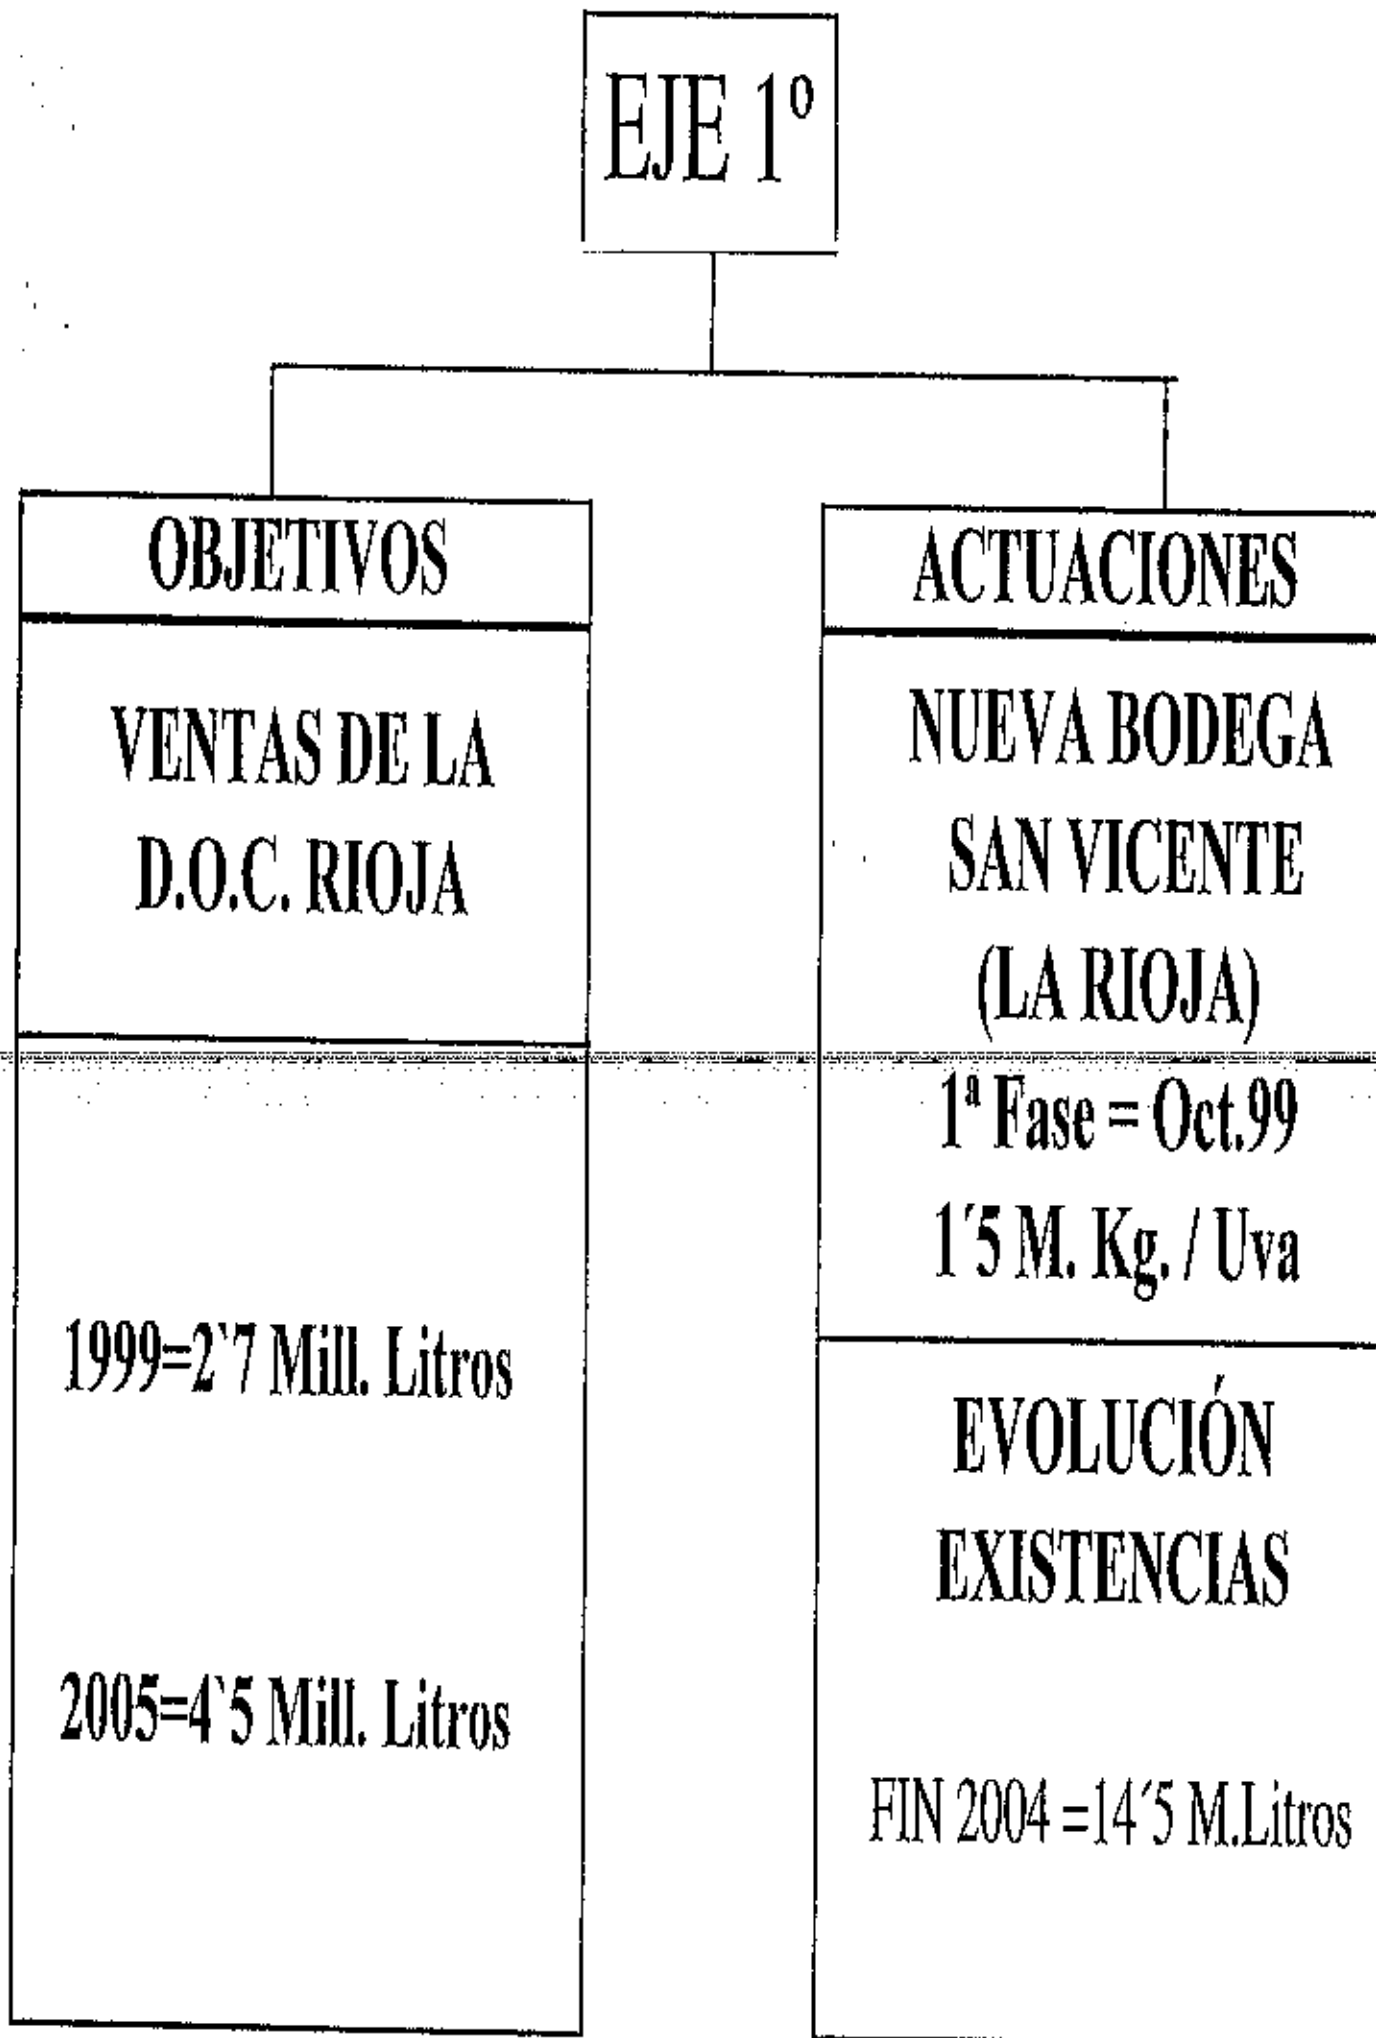 EJE 1º
OBJETIVOS
VENTAS DE LA
D.O.C. RIOJA
1999=2`7 Mill. Litros
2005=4`5 Mill. Litros
ACTUACIONES
NUEVA BODEGA
SAN VICENTE
(LA RIOJA)
1ª Fase = Oct.99
1´5 M. Kg. / Uva
EVOLUCIÓN
EXISTENCIAS
FIN 2004 =14´5 M.Litros